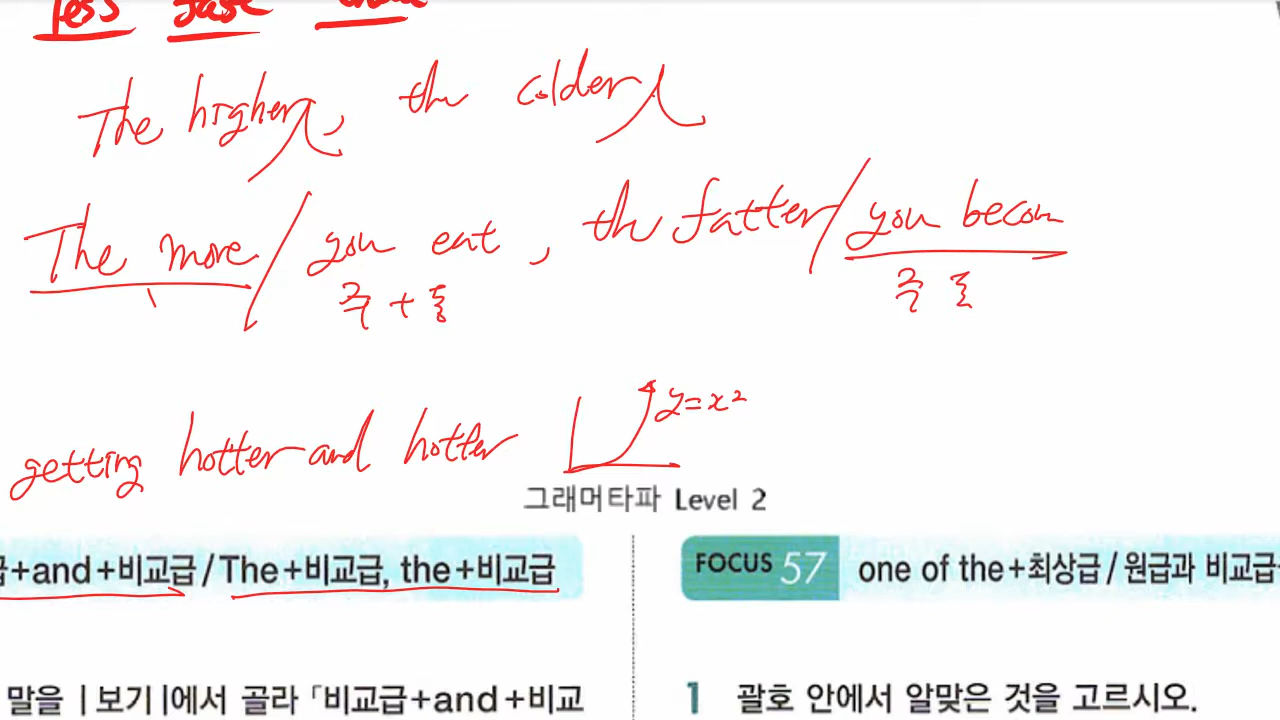 less
The higher, the colder
The more / you eat, the fatter / you becom
주 + 동
주 동
getting hotter and hotter
y=x²
그래머타파 Level 2
급+and+비교급 / The+비교급, the+비교급
FOCUS 57 one of the+최상급 / 원급과 비교급
말을 | 보기 |에서 골라 「비교급+and+비교
1 괄호 안에서 알맞은 것을 고르시오.